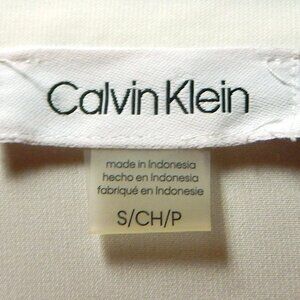 Calvin Klein
made in Indonesia
hecho en Indonesia
fabriqué en Indonesie
S/CH/P